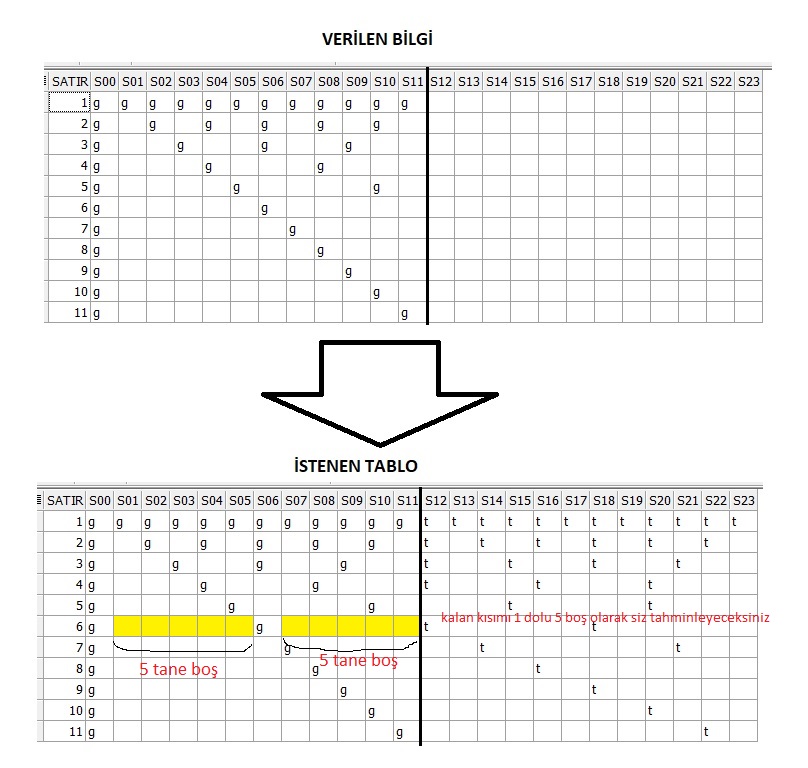 VERİLEN BİLGİ
SATIR S00 S01 S02 S03 S04 S05 S06 S07 S08 S09 S10 S11 S12 S13 S14 S15 S16 S17 S18 S19 S20 S21 S22 S23
1 g g g g g g g g g g g g
2 g g g g g g
3 g g g g
4 g g g
5 g g g
6 g g
7 g g
8 g g
9 g g
10 g g
11 g g
İSTENEN TABLO
SATIR S00 S01 S02 S03 S04 S05 S06 S07 S08 S09 S10 S11 S12 S13 S14 S15 S16 S17 S18 S19 S20 S21 S22 S23
1 g g g g g g g g g g g g t t t t t t t t t t t t
2 g g g g g g t t t t t t
3 g g g g t t t t
4 g g g t t t
5 g g g t t
kalan kısımı 1 dolu 5 boş olarak siz tahminleyeceksiniz
6 g g t t
7 g g t t
5 tane boş 5 tane boş
8 g g t
9 g g t
10 g g t
11 g g t